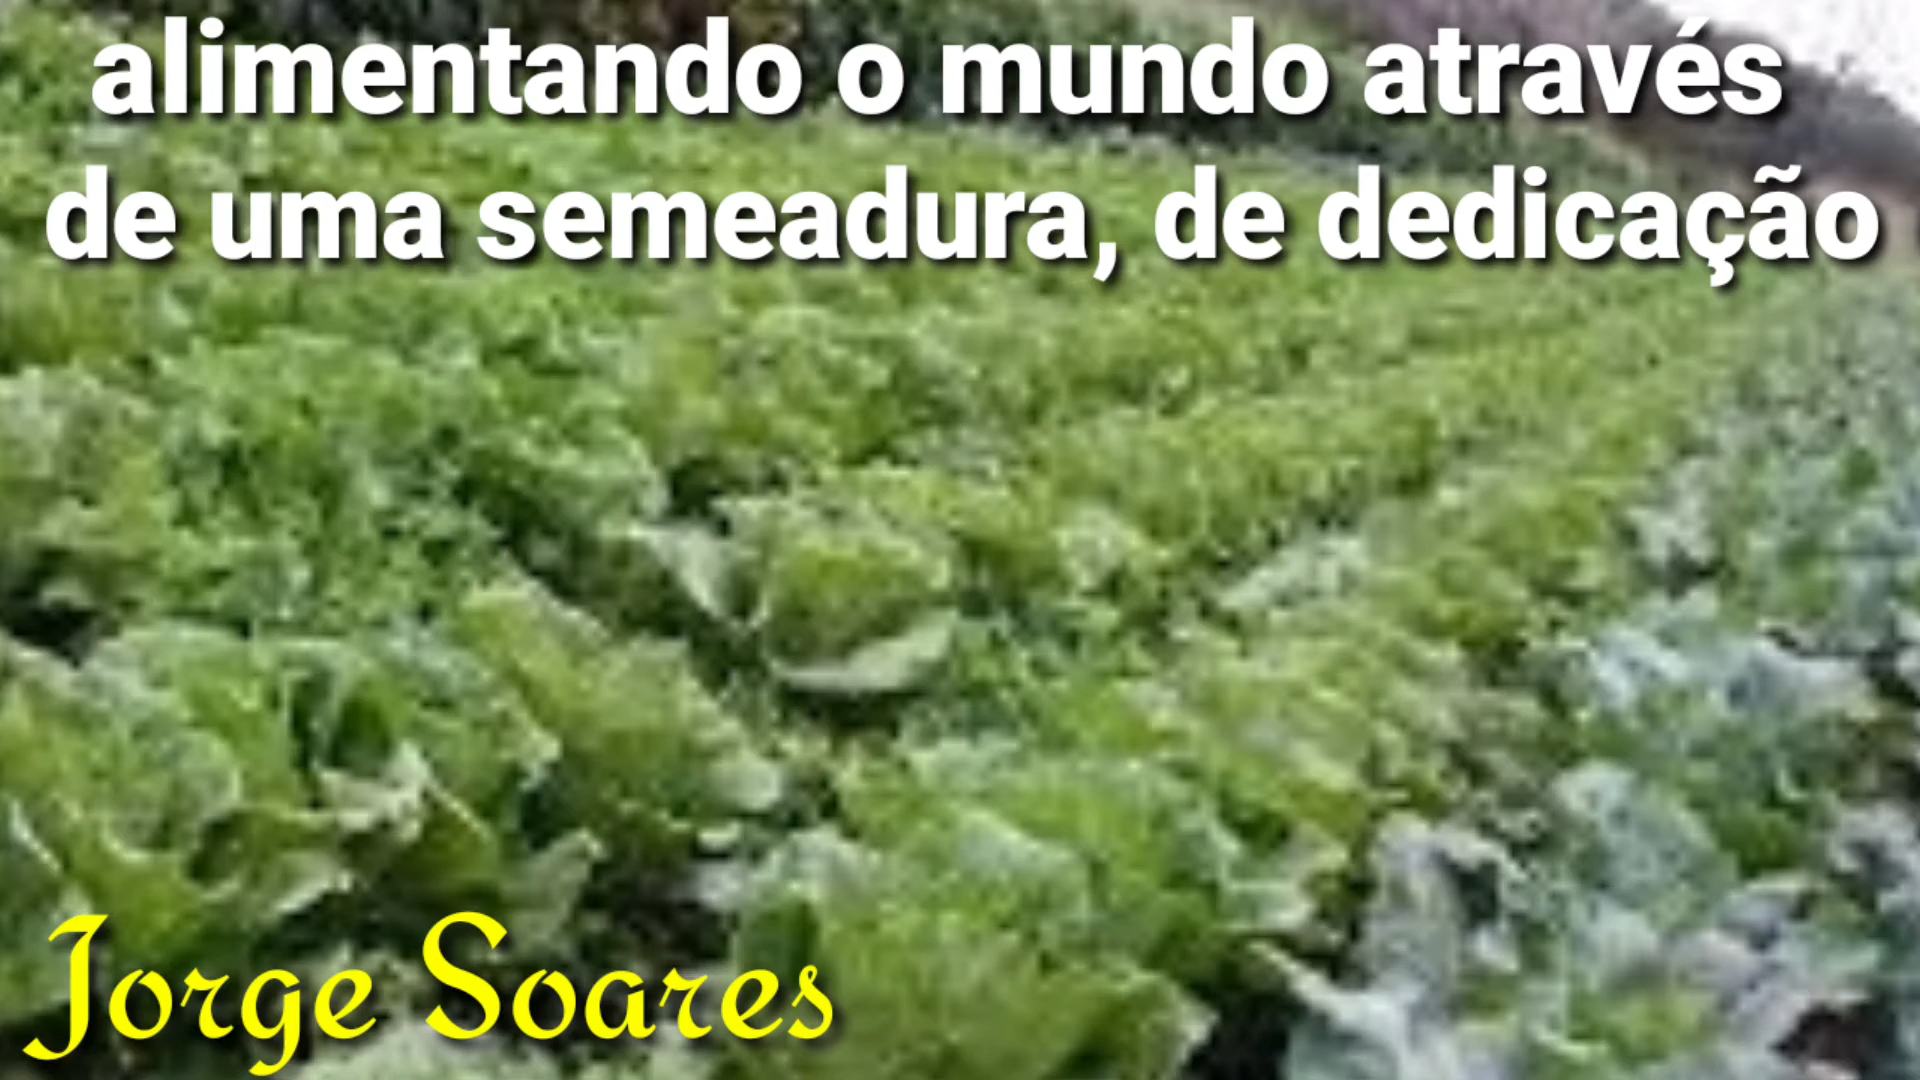 alimentando o mundo através
de uma semeadura, de dedicação
Jorge Soares